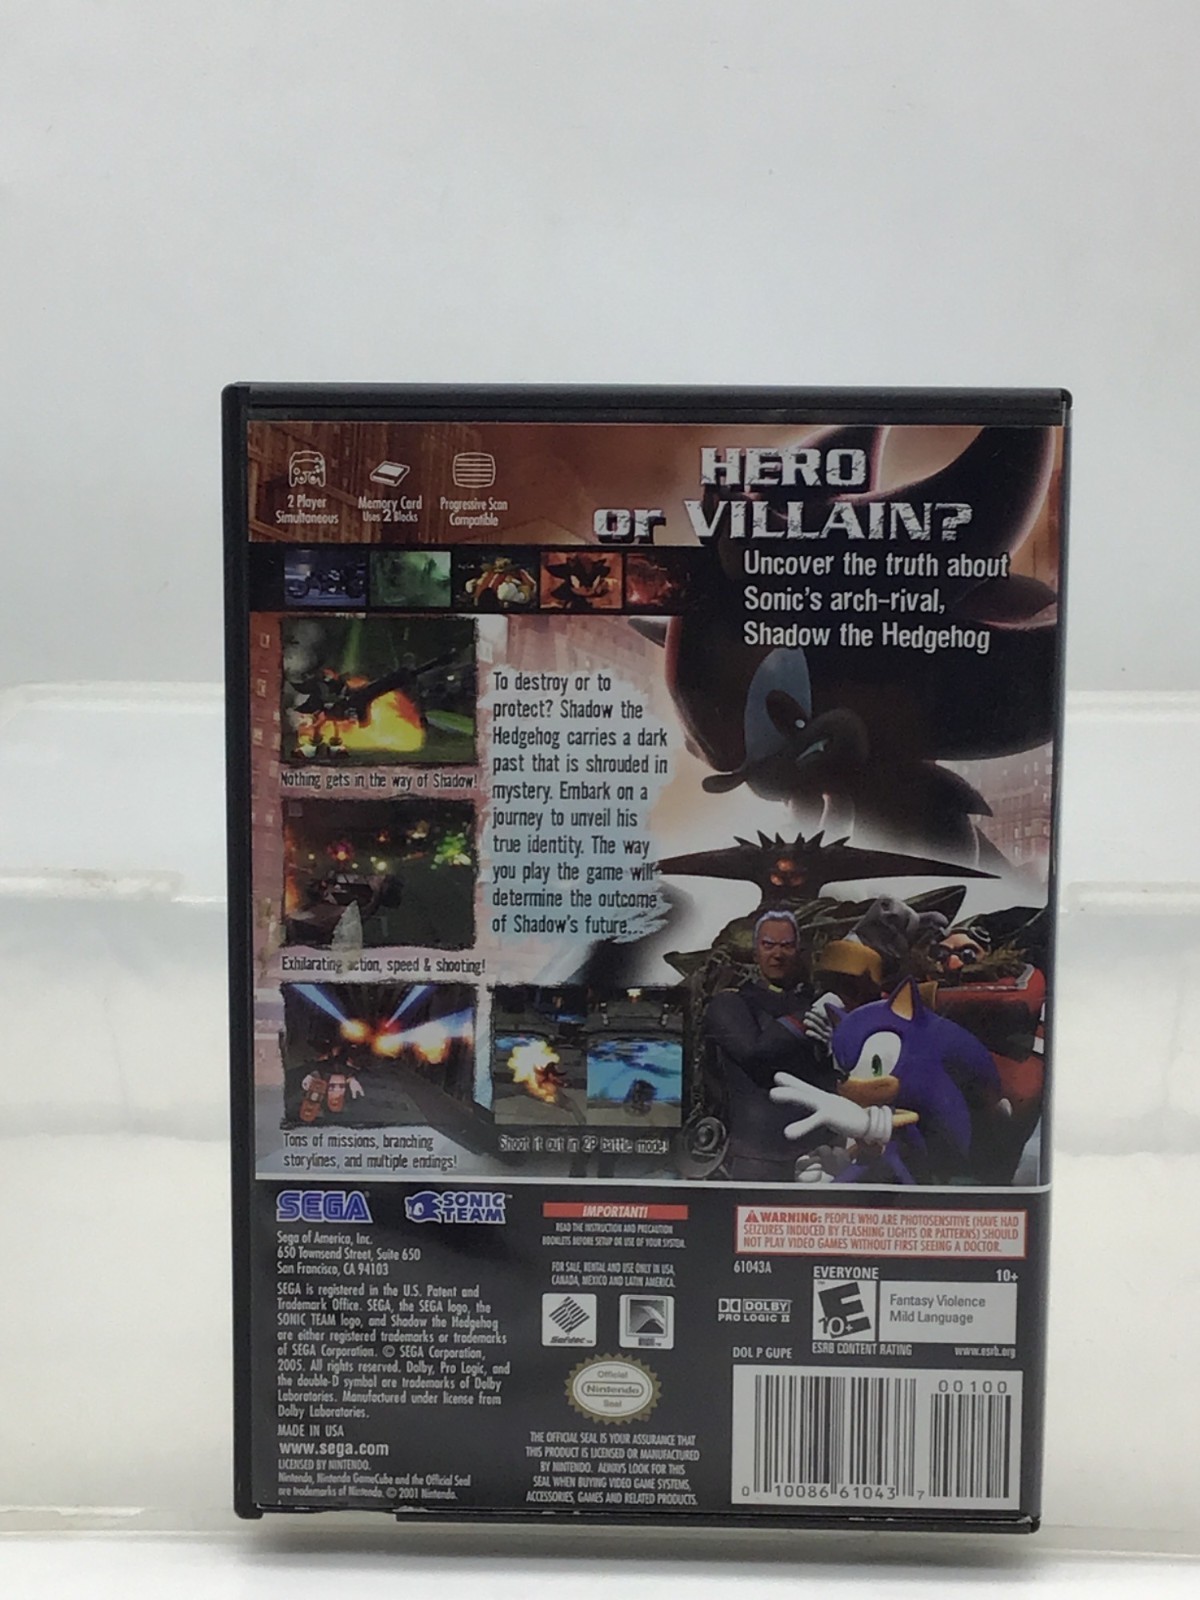 HERO
or VILLAIN?
2 Player
Simultaneous
Memory Card
Uses 2 Blocks
Progressive Scan
Compatible
Uncover the truth about
Sonic's arch-rival,
Shadow the Hedgehog
To destroy or to
protect? Shadow the
Hedgehog carries a dark
past that is shrouded in
mystery. Embark on a
journey to unveil his
true identity. The way
you play the game will
determine the outcome
of Shadow's future...
Nothing gets in the way of Shadow!
Exhilarating action, speed & shooting!
Tons of missions, branching
storylines, and multiple endings!
Shoot it out in 2P battle mode!
SEGA
SONIC
TEAM™
Sega of America, Inc.
650 Townsend Street, Suite 650
San Francisco, CA 94103
SEGA is registered in the U.S. Patent and
Trademark Office. SEGA, the SEGA logo, the
SONIC TEAM logo, and Shadow the Hedgehog
are either registered trademarks or trademarks
of SEGA Corporation. © SEGA Corporation,
2005. All rights reserved. Dolby, Pro Logic, and
the double-D symbol are trademarks of Dolby
Laboratories. Manufactured under license from
Dolby Laboratories.
MADE IN USA
www.sega.com
LICENSED BY NINTENDO.
Nintendo, Nintendo GameCube and the Official Seal
are trademarks of Nintendo. © 2001 Nintendo.
IMPORTANT!
READ THE INSTRUCTION AND PRECAUTION
BOOKLETS BEFORE SETUP OR USE OF YOUR SYSTEM.
FOR SALE, RENTAL AND USE ONLY IN USA,
CANADA, MEXICO AND LATIN AMERICA.
Sofdec™
Official
Nintendo
Seal
THE OFFICIAL SEAL IS YOUR ASSURANCE THAT
THIS PRODUCT IS LICENSED OR MANUFACTURED
BY NINTENDO. ALWAYS LOOK FOR THIS
SEAL WHEN BUYING VIDEO GAME SYSTEMS,
ACCESSORIES, GAMES AND RELATED PRODUCTS.
WARNING: PEOPLE WHO ARE PHOTOSENSITIVE (HAVE HAD
SEIZURES INDUCED BY FLASHING LIGHTS OR PATTERNS) SHOULD
NOT PLAY VIDEO GAMES WITHOUT FIRST SEEING A DOCTOR.
61043A
DOLBY
PRO LOGIC II
DOL P GUPE
EVERYONE 10+
E
10+
Fantasy Violence
Mild Language
ESRB CONTENT RATING www.esrb.org
00100
0 10086 61043 7